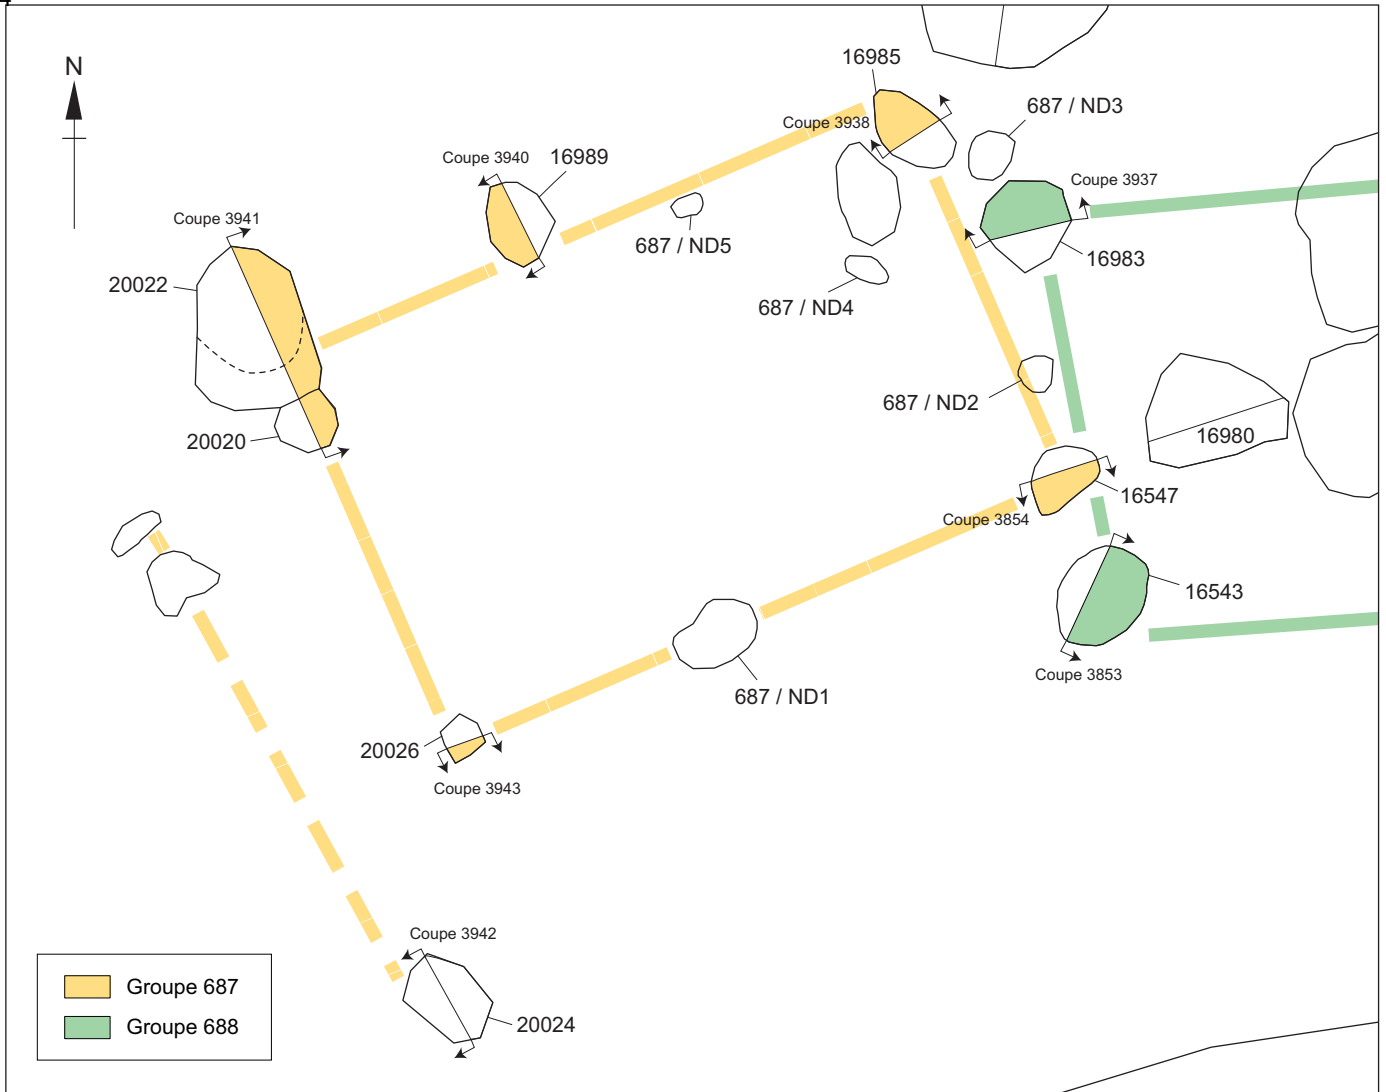 16985
N
687 / ND3
Coupe 3938
Coupe 3940
16989
Coupe 3937
Coupe 3941
687 / ND5
16983
20022
687 / ND4
687 / ND2
20020
16980
16547
Coupe 3854
16543
Coupe 3853
687 / ND1
20026
Coupe 3943
Coupe 3942
Groupe 687
Groupe 688
20024